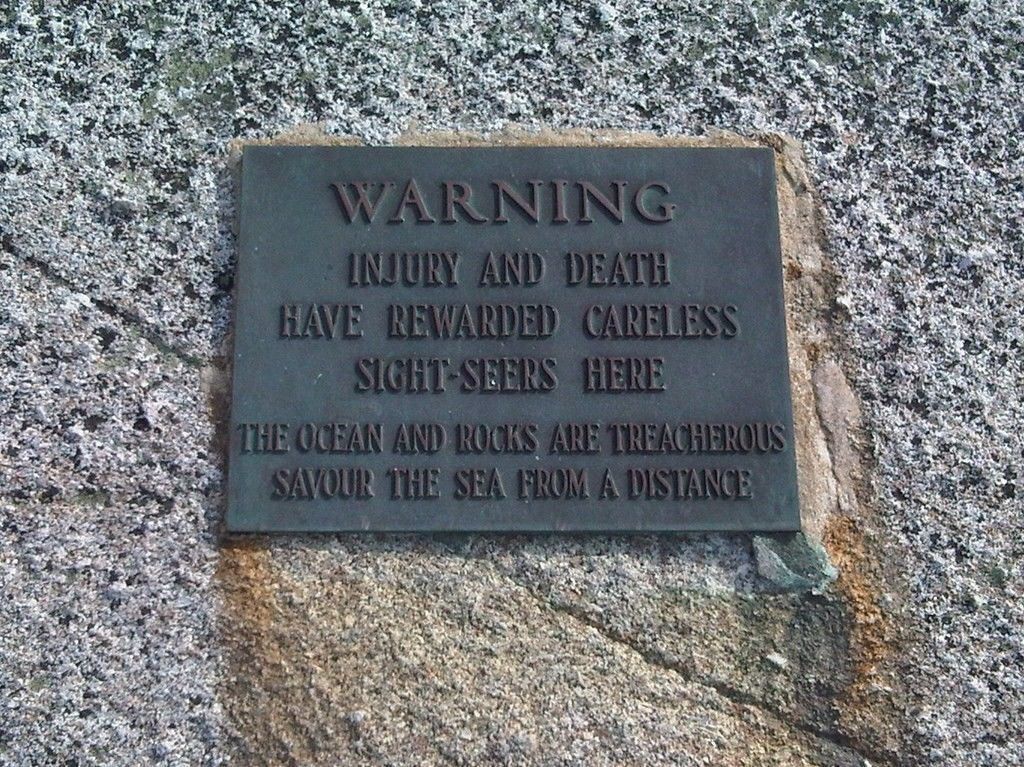 WARNING
INJURY AND DEATH
HAVE REWARDED CARELESS
SIGHT-SEERS HERE
THE OCEAN AND ROCKS ARE TREACHEROUS
SAVOUR THE SEA FROM A DISTANCE